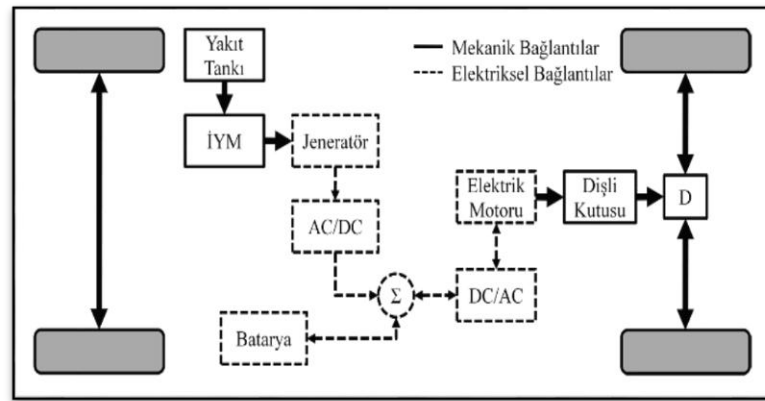 Yakıt
Tankı
Mekanik Bağlantılar
Elektriksel Bağlantılar
İYM
Jeneratör
Elektrik
Motoru
Dişli
Kutusu
D
AC/DC
Σ
DC/AC
Batarya